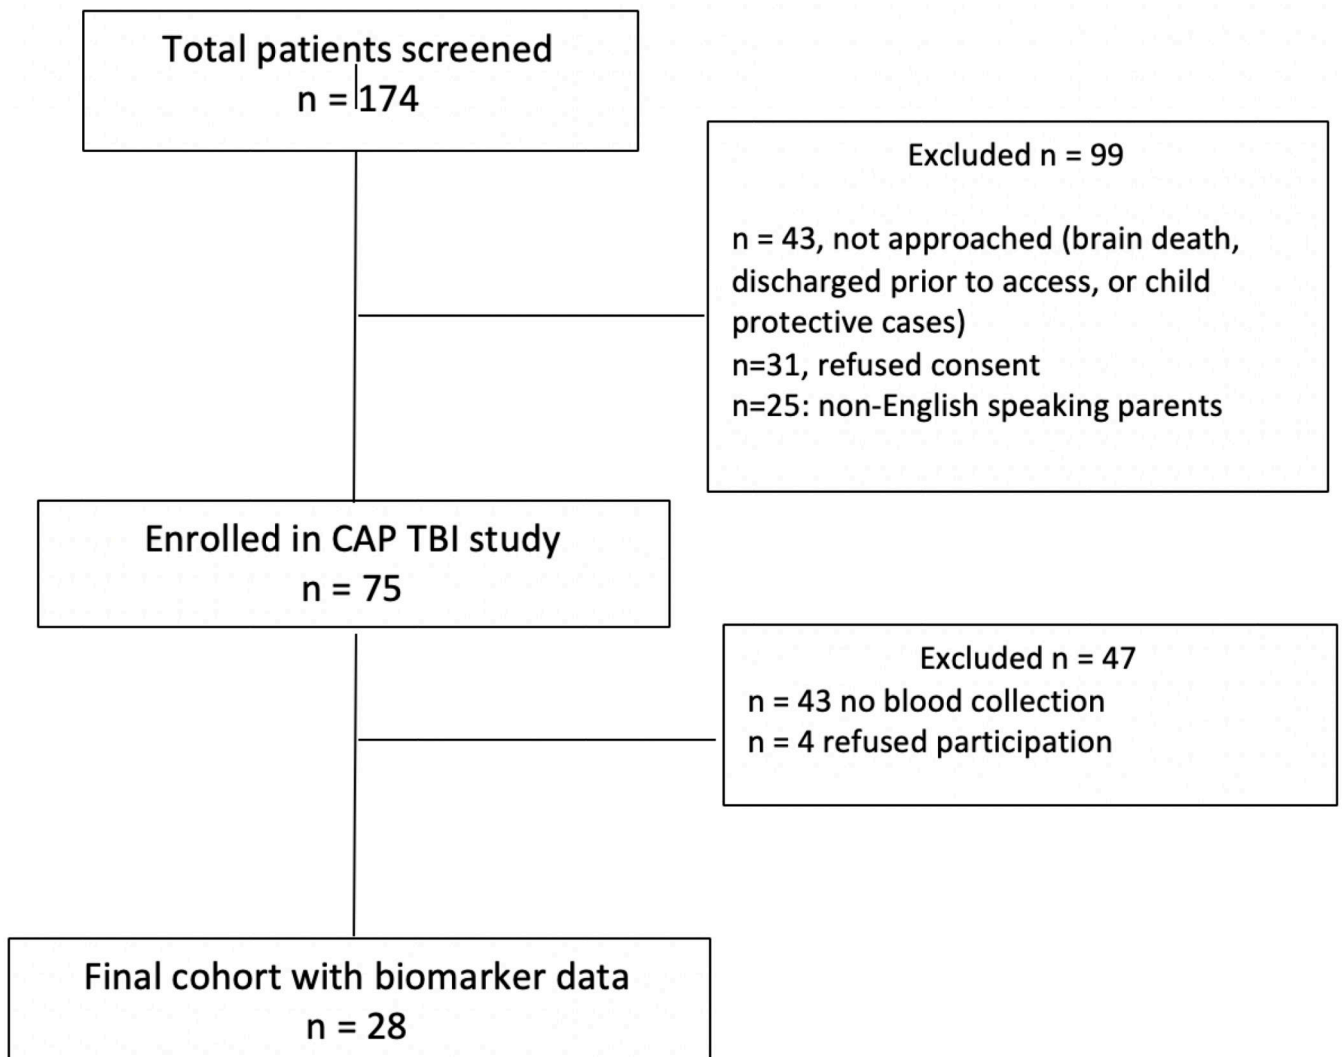 Total patients screened
n = 174
Excluded n = 99
n = 43, not approached (brain death,
discharged prior to access, or child
protective cases)
n=31, refused consent
n=25: non-English speaking parents
Enrolled in CAP TBI study
n = 75
Excluded n = 47
n = 43 no blood collection
n = 4 refused participation
Final cohort with biomarker data
n = 28